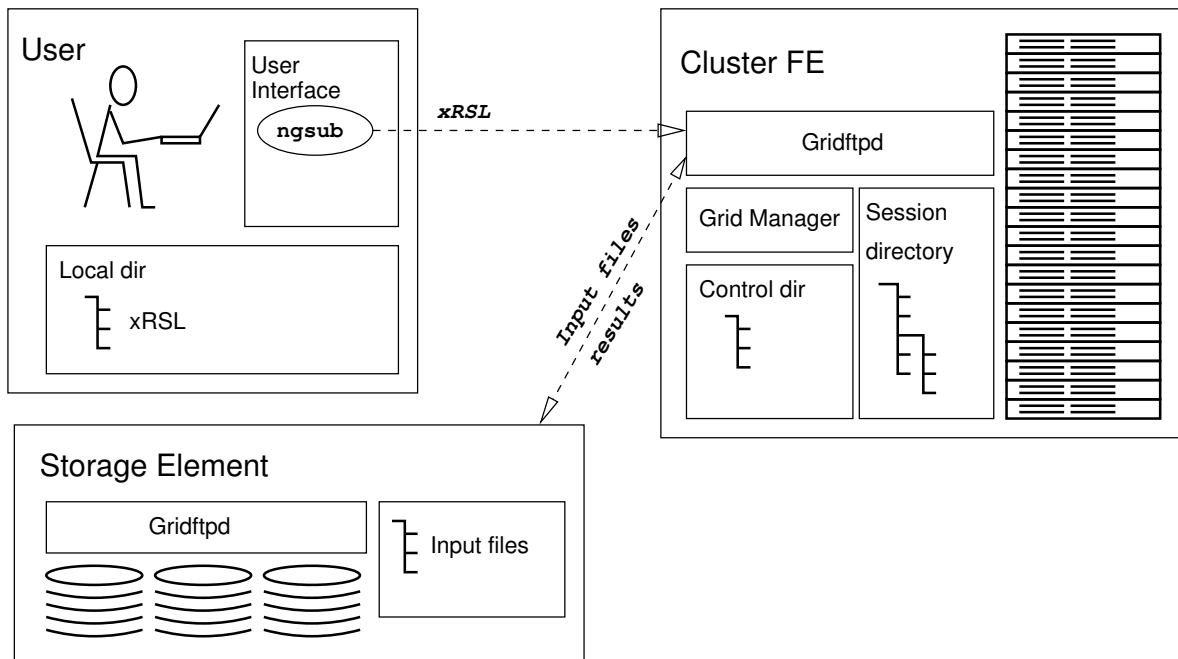 User
User
Interface
ngsub
Local dir
xRSL
xRSL
Input files
results
Cluster FE
Gridftpd
Grid Manager
Session
directory
Control dir
Storage Element
Gridftpd
Input files